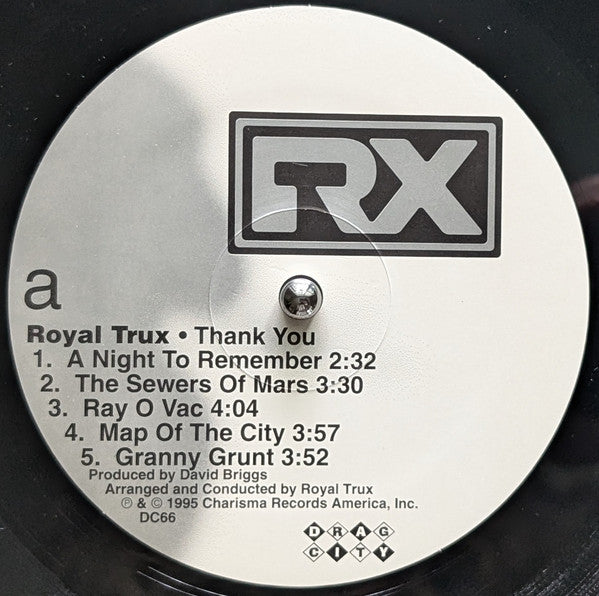 RX
a
Royal Trux • Thank You
1. A Night To Remember 2:32
2. The Sewers Of Mars 3:30
3. Ray O Vac 4:04
4. Map Of The City 3:57
5. Granny Grunt 3:52
Produced by David Briggs
Arranged and Conducted by Royal Trux
℗ & © 1995 Charisma Records America, Inc.
DC66
DRAG
CITY